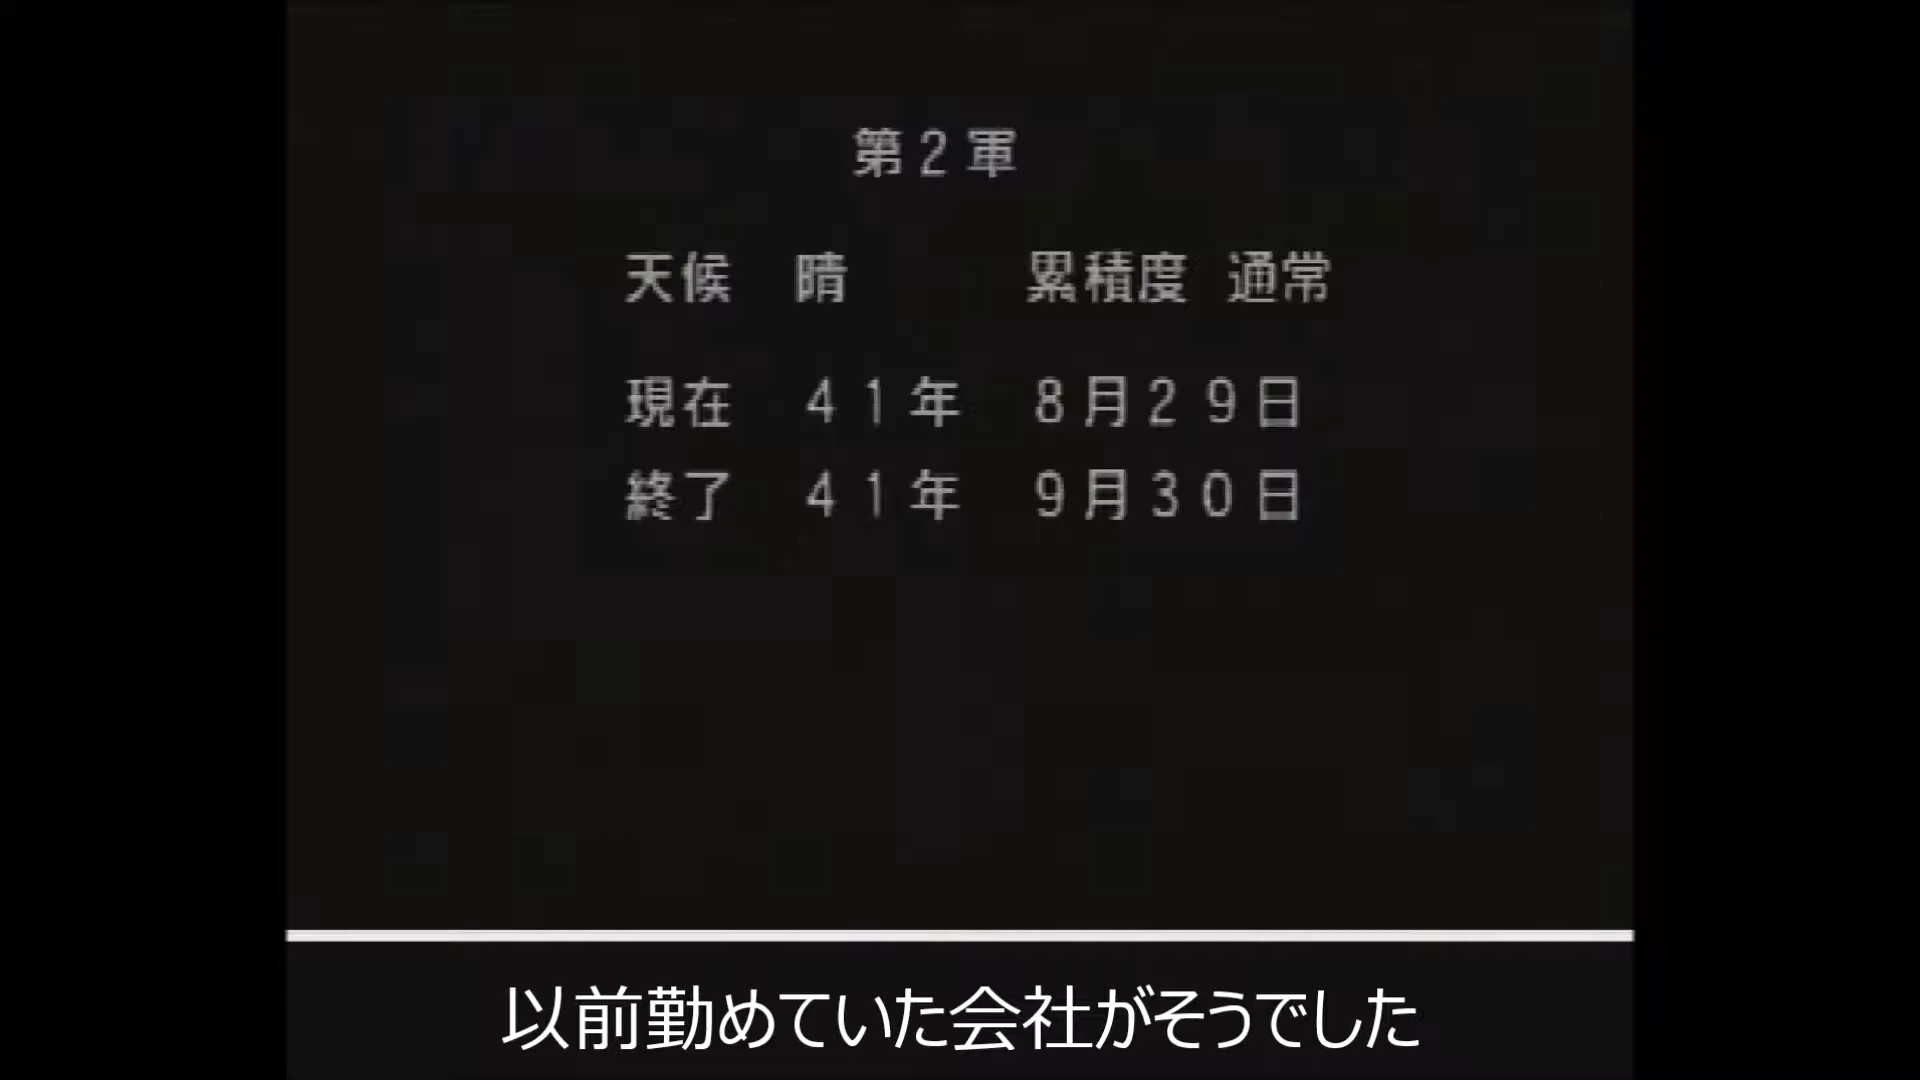 第２軍
天候　晴　　　累積度　通常
現在　４１年　８月２９日
終了　４１年　９月３０日
以前勤めていた会社がそうでした